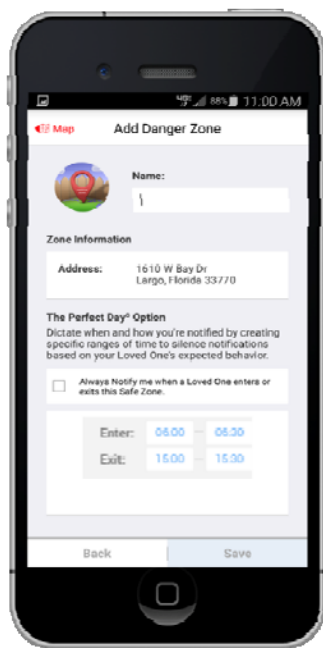 88% 11:00 AM
Map Add Danger Zone
Name:
Zone Information
Address: 1610 W Bay Dr
Largo, Florida 33770
The Perfect Day° Option
Dictate when and how you're notified by creating
specific ranges of time to silence notifications
based on your Loved One's expected behavior.
Always Notify me when a Loved One enters or
exits this Safe Zone.
Enter: 06:00 – 06:30
Exit: 15:00 – 15:30
Back Save